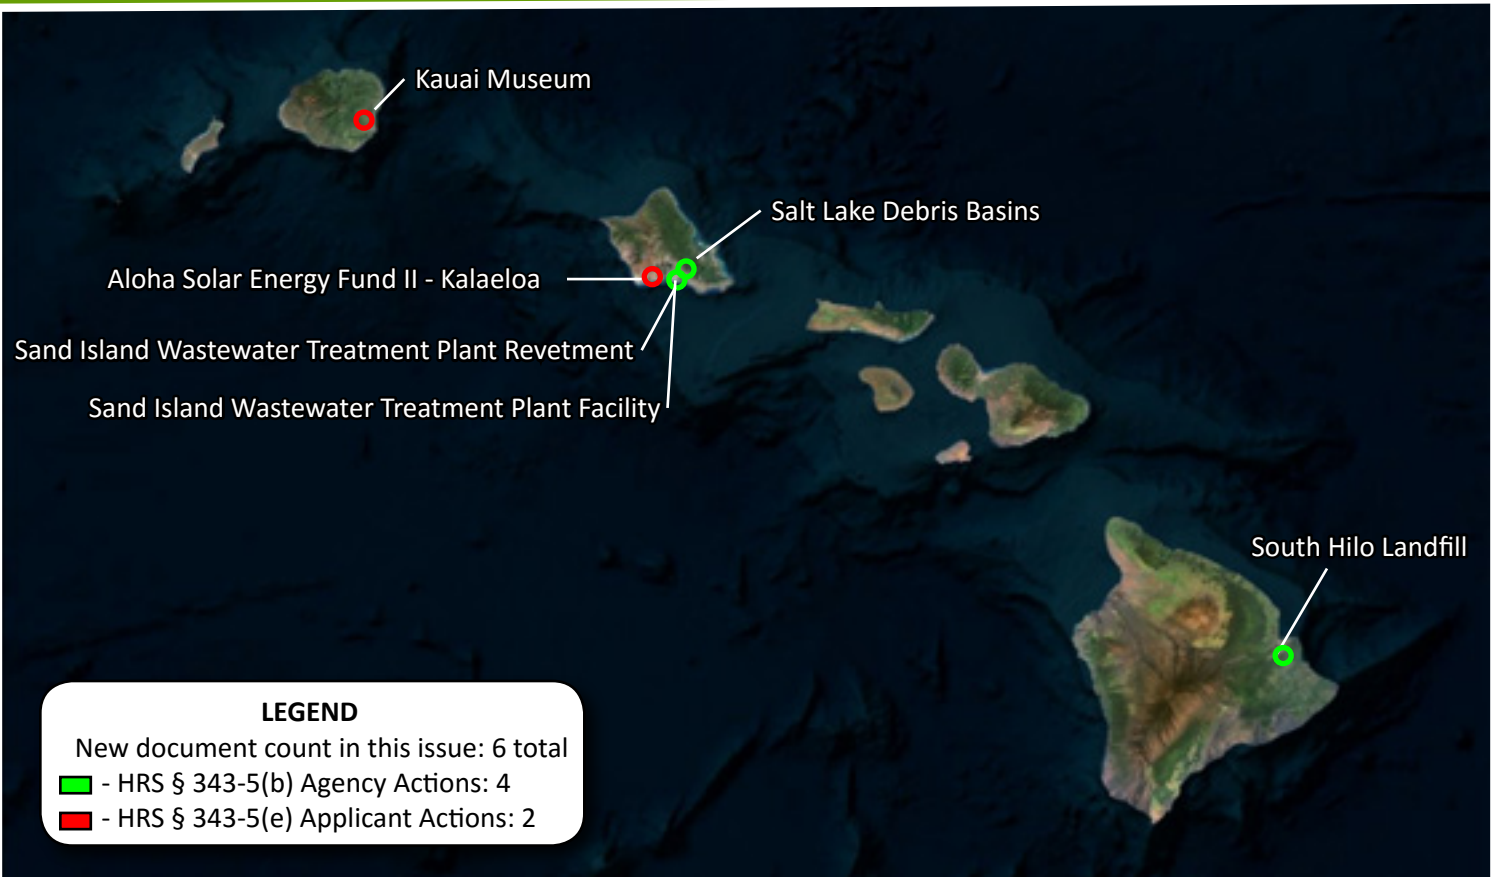 Kauai Museum
Salt Lake Debris Basins
Aloha Solar Energy Fund II - Kalaeloa
Sand Island Wastewater Treatment Plant Revetment
Sand Island Wastewater Treatment Plant Facility
South Hilo Landfill
LEGEND
New document count in this issue: 6 total
- HRS § 343-5(b) Agency Actions: 4
- HRS § 343-5(e) Applicant Actions: 2